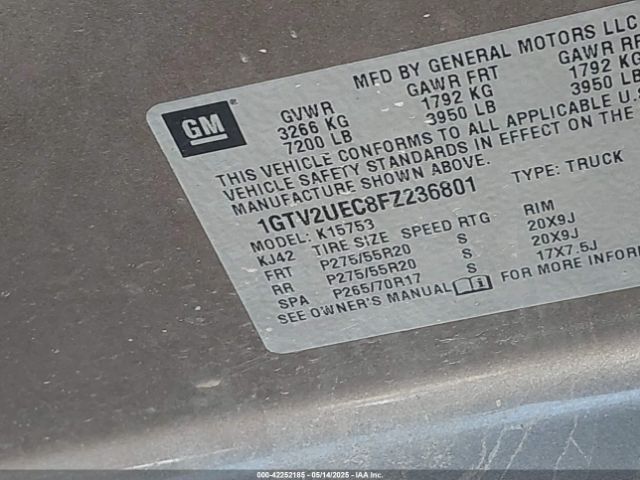 MFD BY GENERAL MOTORS LLC
GM
GVWR GAWR FRT GAWR RR
3266 KG 1792 KG 1792 KG
7200 LB 3950 LB 3950 LB
THIS VEHICLE CONFORMS TO ALL APPLICABLE U.S
VEHICLE SAFETY STANDARDS IN EFFECT ON THE
MANUFACTURE SHOWN ABOVE.
1GTV2UEC8FZ236801 TYPE: TRUCK
MODEL: K15753
KJ42 TIRE SIZE SPEED RTG RIM
FRT P275/55R20 S 20X9J
RR P275/55R20 S 20X9J
SPA P265/70R17 S 17X7.5J
SEE OWNER'S MANUAL FOR MORE INFOR
000-42252185 - 05/14/2025 - IAA Inc.